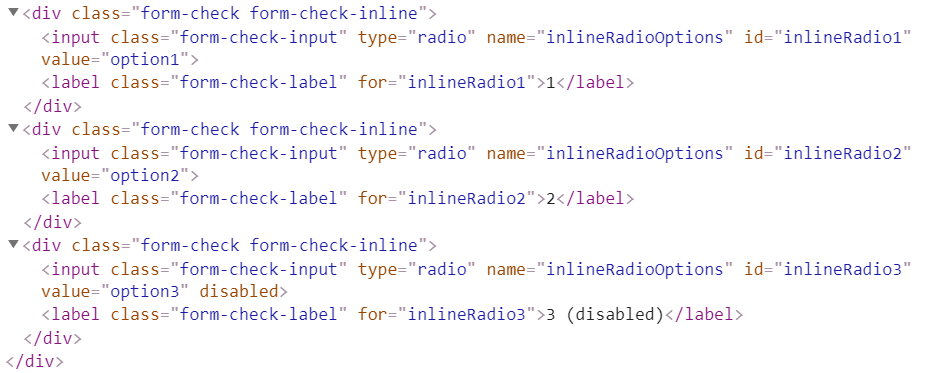 ▼<div class="form-check form-check-inline">
<input class="form-check-input" type="radio" name="inlineRadioOptions" id="inlineRadio1"
value="option1">
<label class="form-check-label" for="inlineRadio1">1</label>
</div>
▼<div class="form-check form-check-inline">
<input class="form-check-input" type="radio" name="inlineRadioOptions" id="inlineRadio2"
value="option2">
<label class="form-check-label" for="inlineRadio2">2</label>
</div>
▼<div class="form-check form-check-inline">
<input class="form-check-input" type="radio" name="inlineRadioOptions" id="inlineRadio3"
value="option3" disabled>
<label class="form-check-label" for="inlineRadio3">3 (disabled)</label>
</div>
</div>